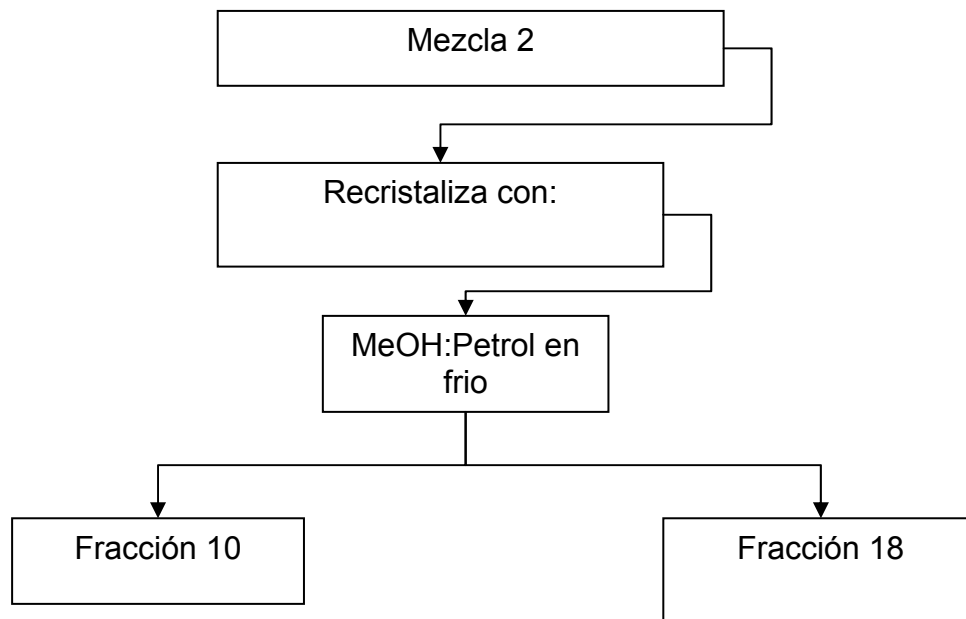 Mezcla 2
Recristaliza con:
MeOH:Petrol en
frio
Fracción 10
Fracción 18